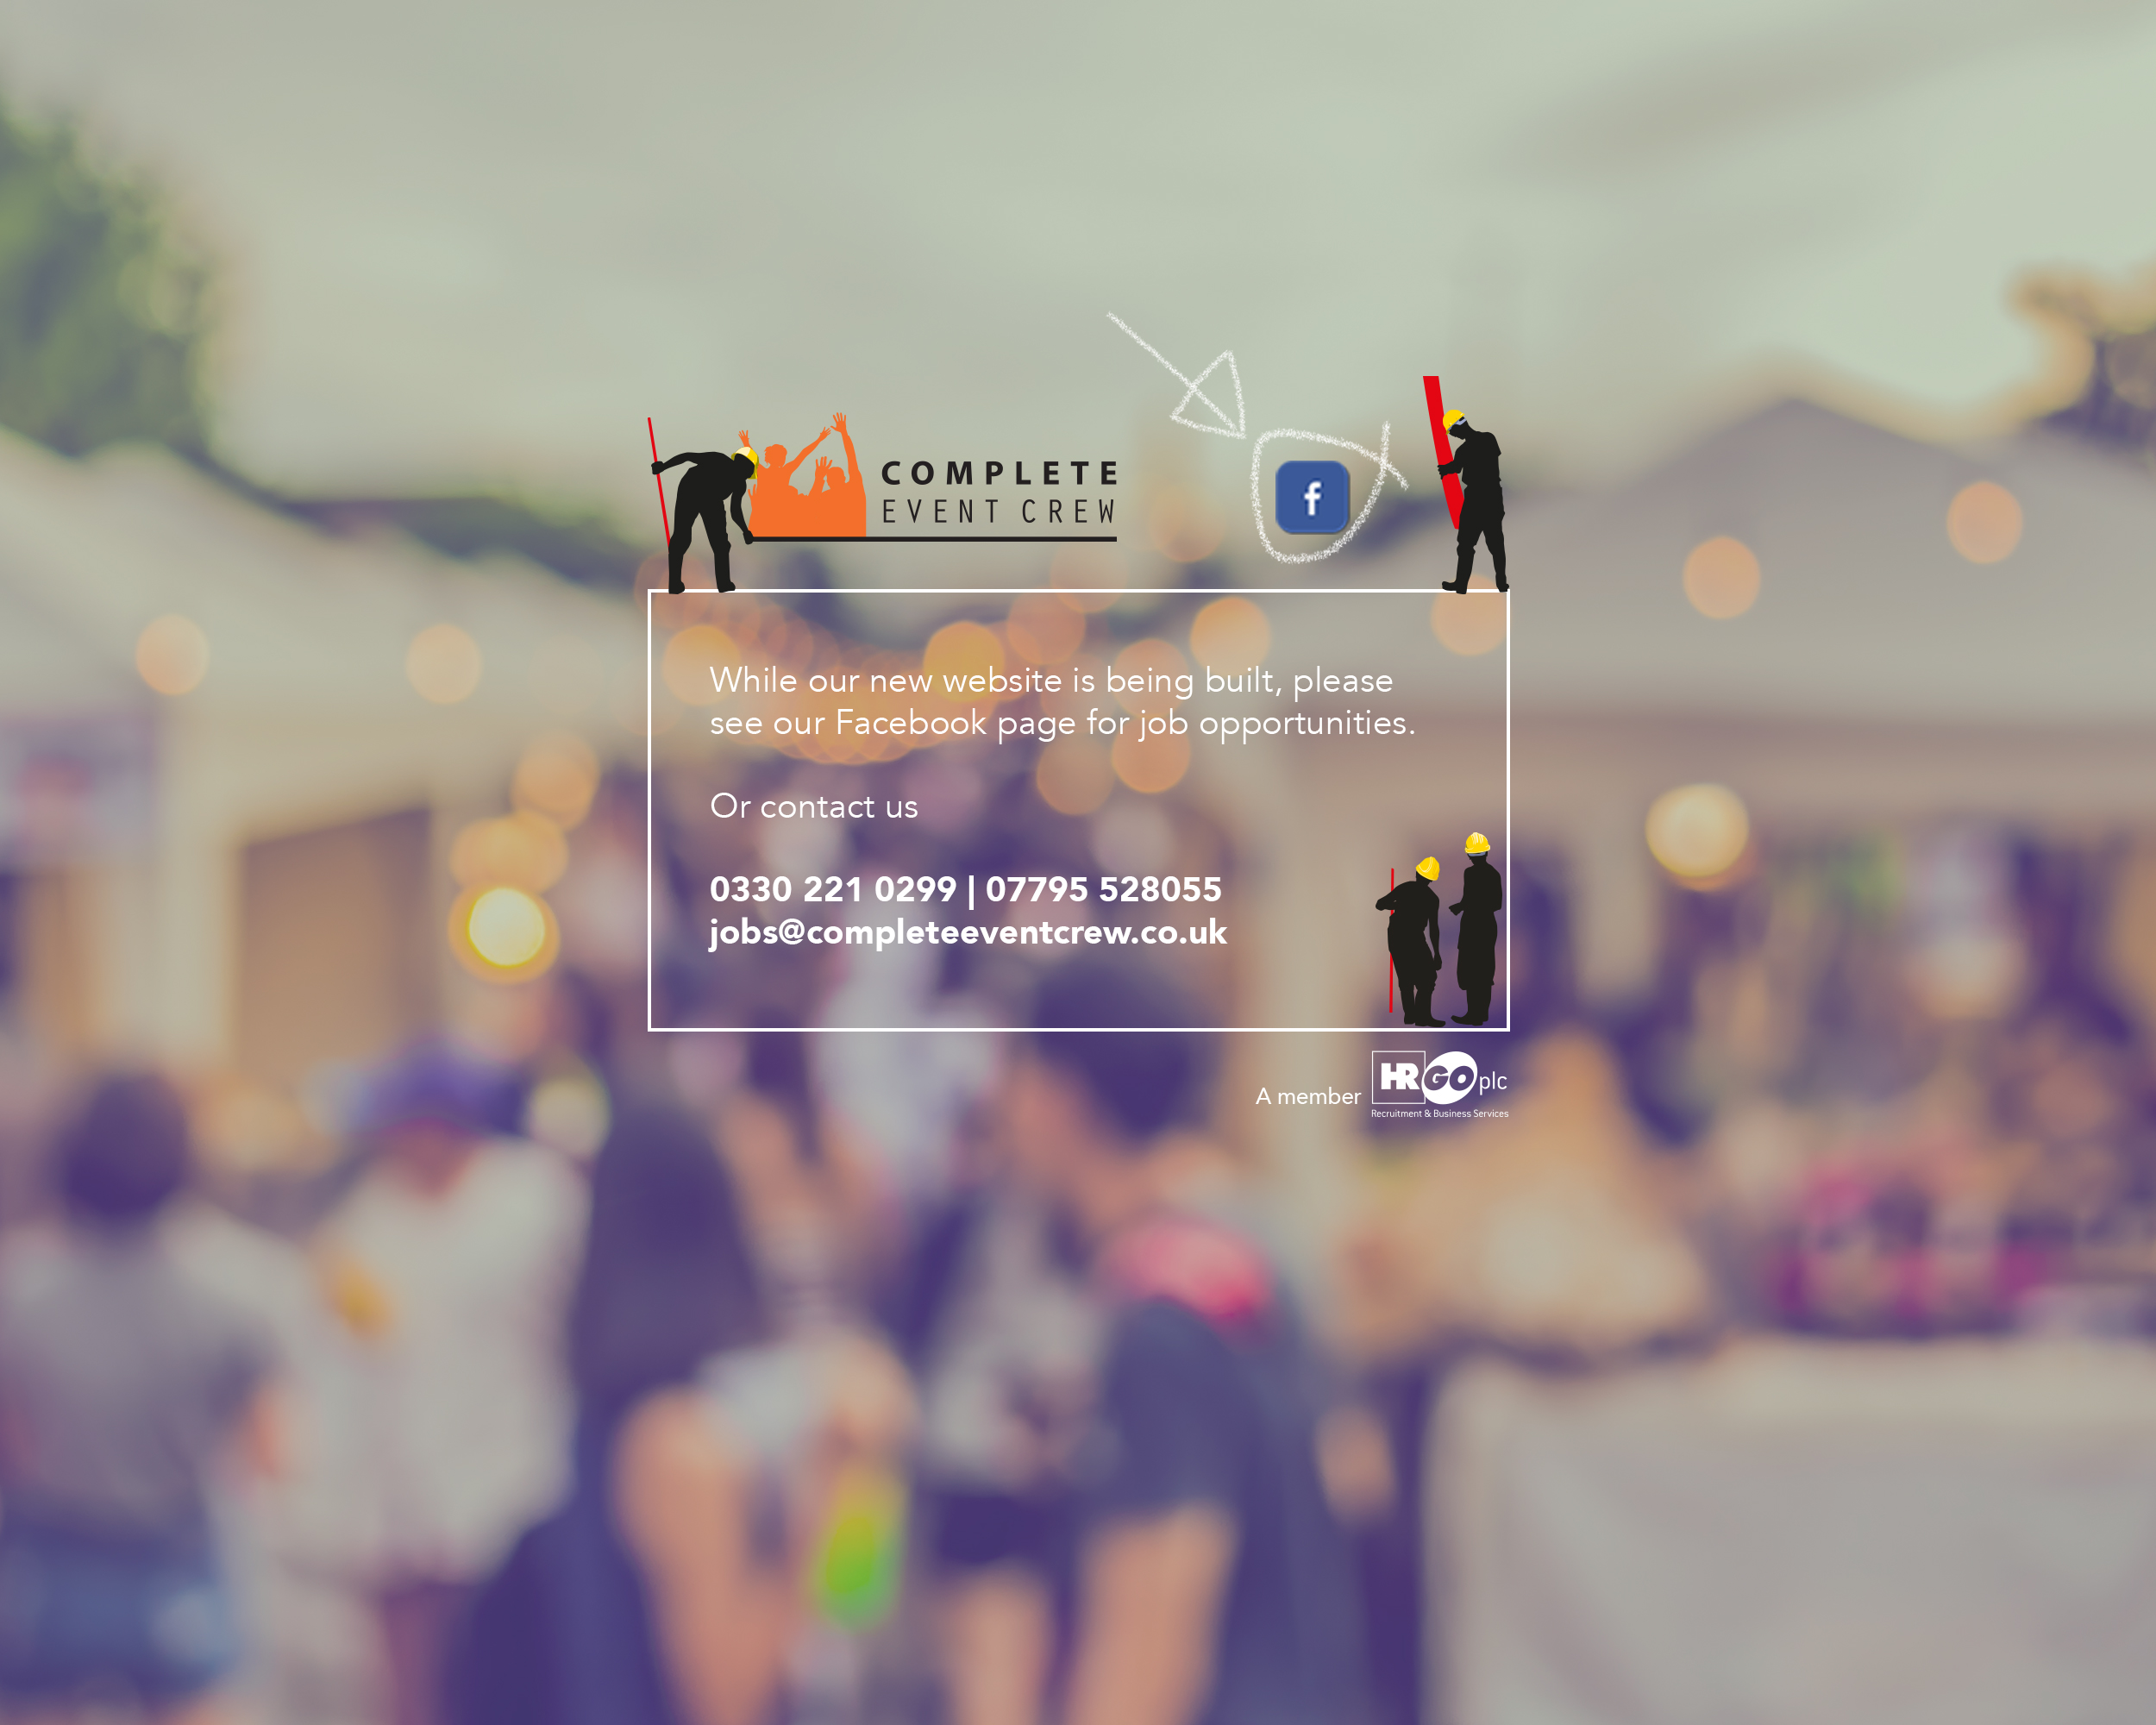 COMPLETE
EVENT CREW
f
While our new website is being built, please
see our Facebook page for job opportunities.
Or contact us
0330 221 0299 | 07795 528055
jobs@completeeventcrew.co.uk
A member
HR GO plc
Recruitment & Business Services